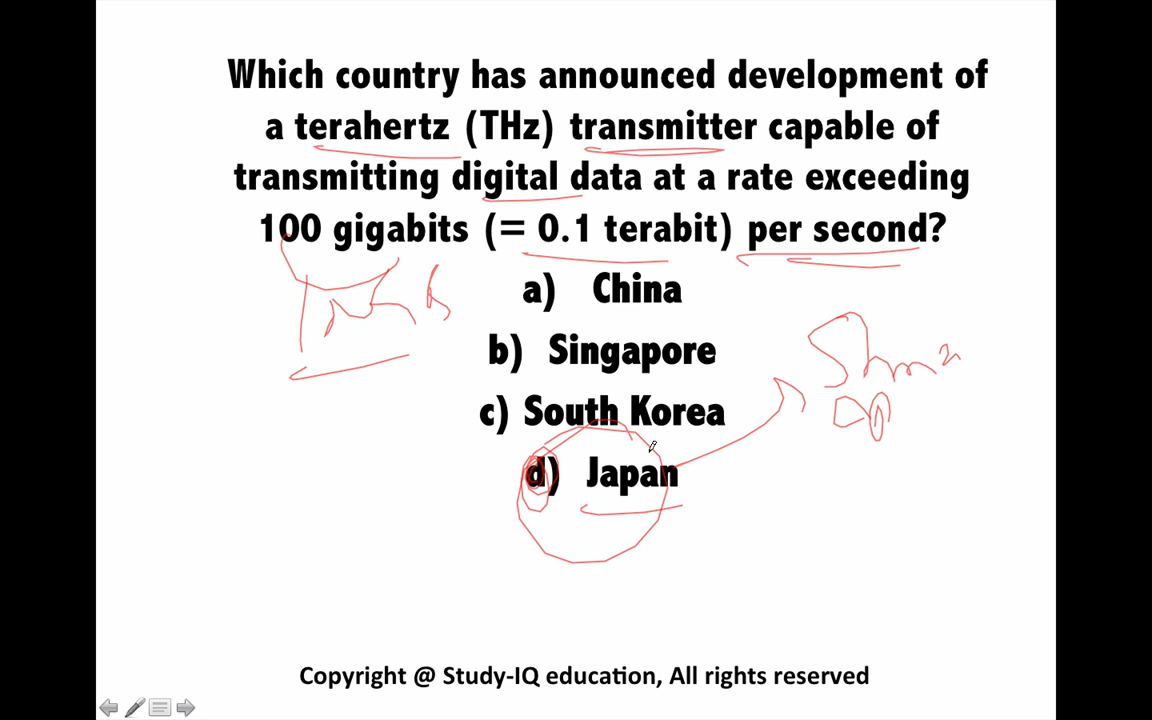 Which country has announced development of
a terahertz (THz) transmitter capable of
transmitting digital data at a rate exceeding
100 gigabits (= 0.1 terabit) per second?
a) China
b) Singapore
c) South Korea
d) Japan
Copyright @ Study-IQ education, All rights reserved